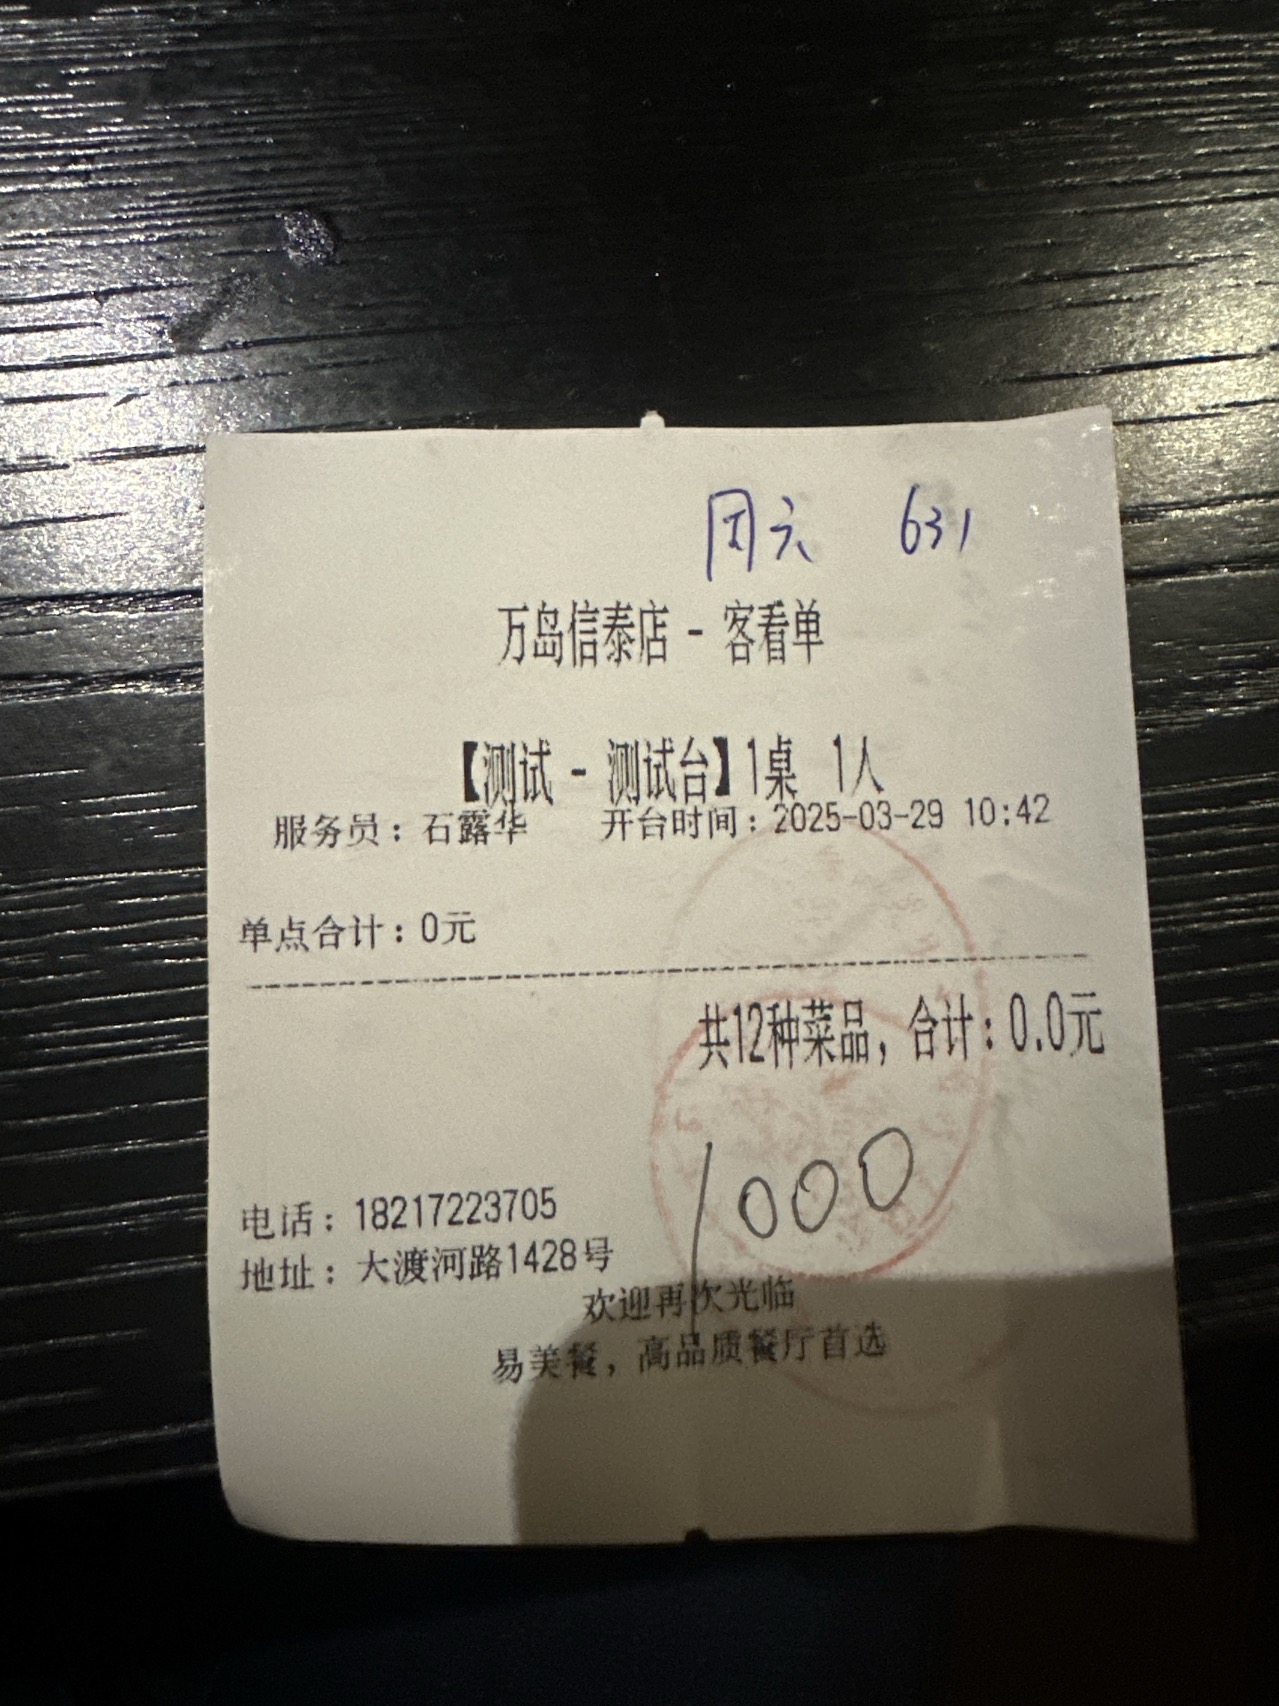 周六 631
万岛信泰店 - 客看单
【测试 - 测试台】1桌 1人
服务员：石露华 开台时间：2025-03-29 10:42
单点合计：0元
共12种菜品，合计：0.0元
1000
电话：18217223705
地址：大渡河路1428号
欢迎再次光临
易美餐，高品质餐厅首选